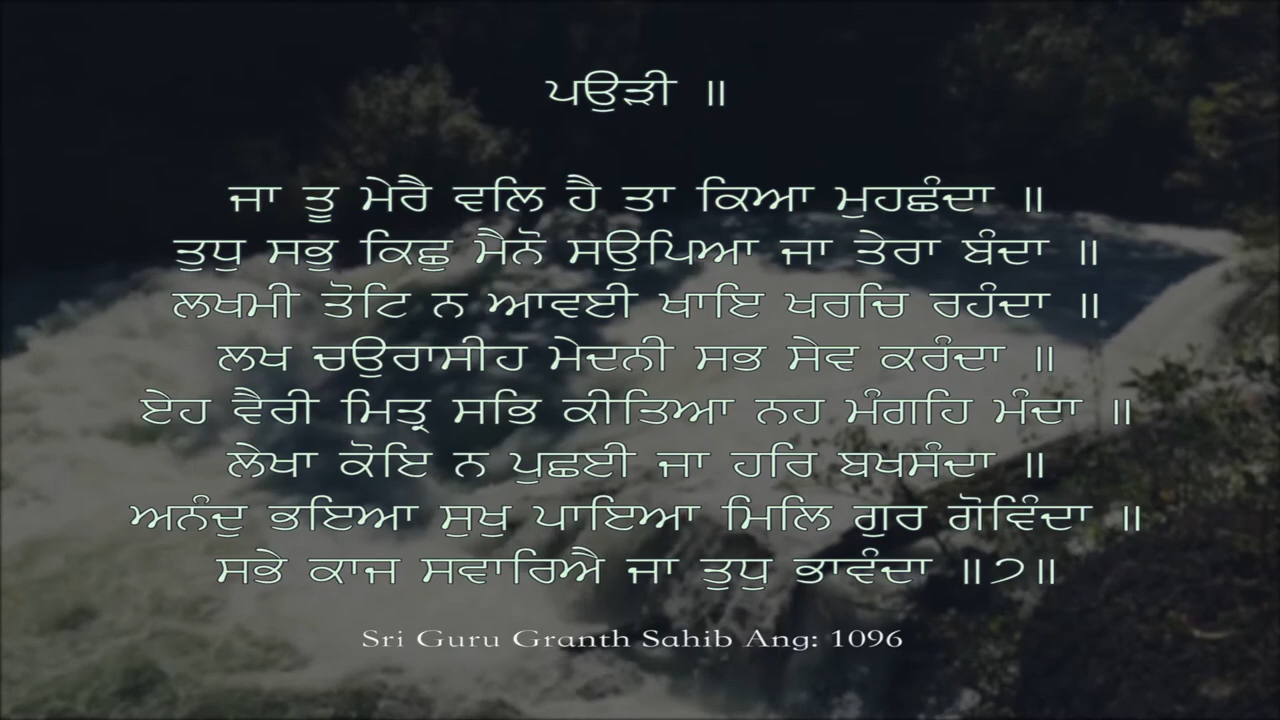 ਪਉੜੀ ॥
ਜਾ ਤੂ ਮੇਰੈ ਵਲਿ ਹੈ ਤਾ ਕਿਆ ਮੁਹਛੰਦਾ ॥
ਤੁਧੁ ਸਭੁ ਕਿਛੁ ਮੈਨੋ ਸਉਪਿਆ ਜਾ ਤੇਰਾ ਬੰਦਾ ॥
ਲਖਮੀ ਤੋਟਿ ਨ ਆਵਈ ਖਾਇ ਖਰਚਿ ਰਹੰਦਾ ॥
ਲਖ ਚਉਰਾਸੀਹ ਮੇਦਨੀ ਸਭ ਸੇਵ ਕਰੰਦਾ ॥
ਏਹ ਵੈਰੀ ਮਿਤ੍ਰ ਸਭਿ ਕੀਤਿਆ ਨਹ ਮੰਗਹਿ ਮੰਦਾ ॥
ਲੇਖਾ ਕੋਇ ਨ ਪੁਛਈ ਜਾ ਹਰਿ ਬਖਸੰਦਾ ॥
ਅਨੰਦੁ ਭਇਆ ਸੁਖੁ ਪਾਇਆ ਮਿਲਿ ਗੁਰ ਗੋਵਿੰਦਾ ॥
ਸਭੇ ਕਾਜ ਸਵਾਰਿਐ ਜਾ ਤੁਧੁ ਭਾਵੰਦਾ ॥੭॥
Sri Guru Granth Sahib Ang: 1096